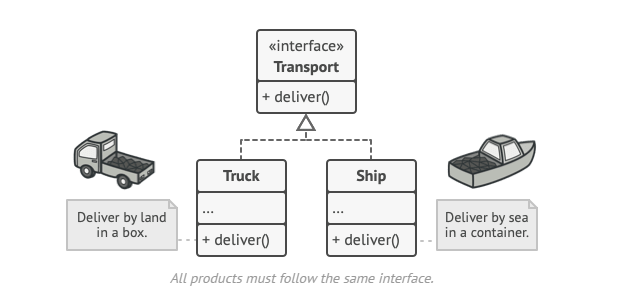 «interface»
Transport
+ deliver()
Truck
...
+ deliver()
Ship
...
+ deliver()
Deliver by land
in a box.
Deliver by sea
in a container.
All products must follow the same interface.